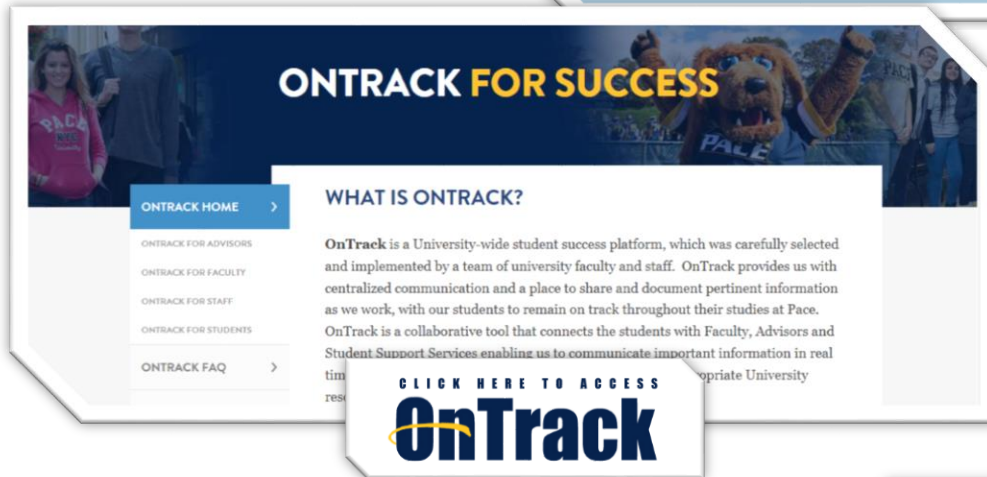 ONTRACK FOR SUCCESS
PACE
NYC
University
PACE
PACE
ONTRACK HOME >
ONTRACK FOR ADVISORS
ONTRACK FOR FACULTY
ONTRACK FOR STAFF
ONTRACK FOR STUDENTS
ONTRACK FAQ >
WHAT IS ONTRACK?
OnTrack is a University-wide student success platform, which was carefully selected
and implemented by a team of university faculty and staff. OnTrack provides us with
centralized communication and a place to share and document pertinent information
as we work, with our students to remain on track throughout their studies at Pace.
OnTrack is a collaborative tool that connects the students with Faculty, Advisors and
Student Support Services enabling us to communicate important information in real
University
CLICK HERE TO ACCESS
OnTrack